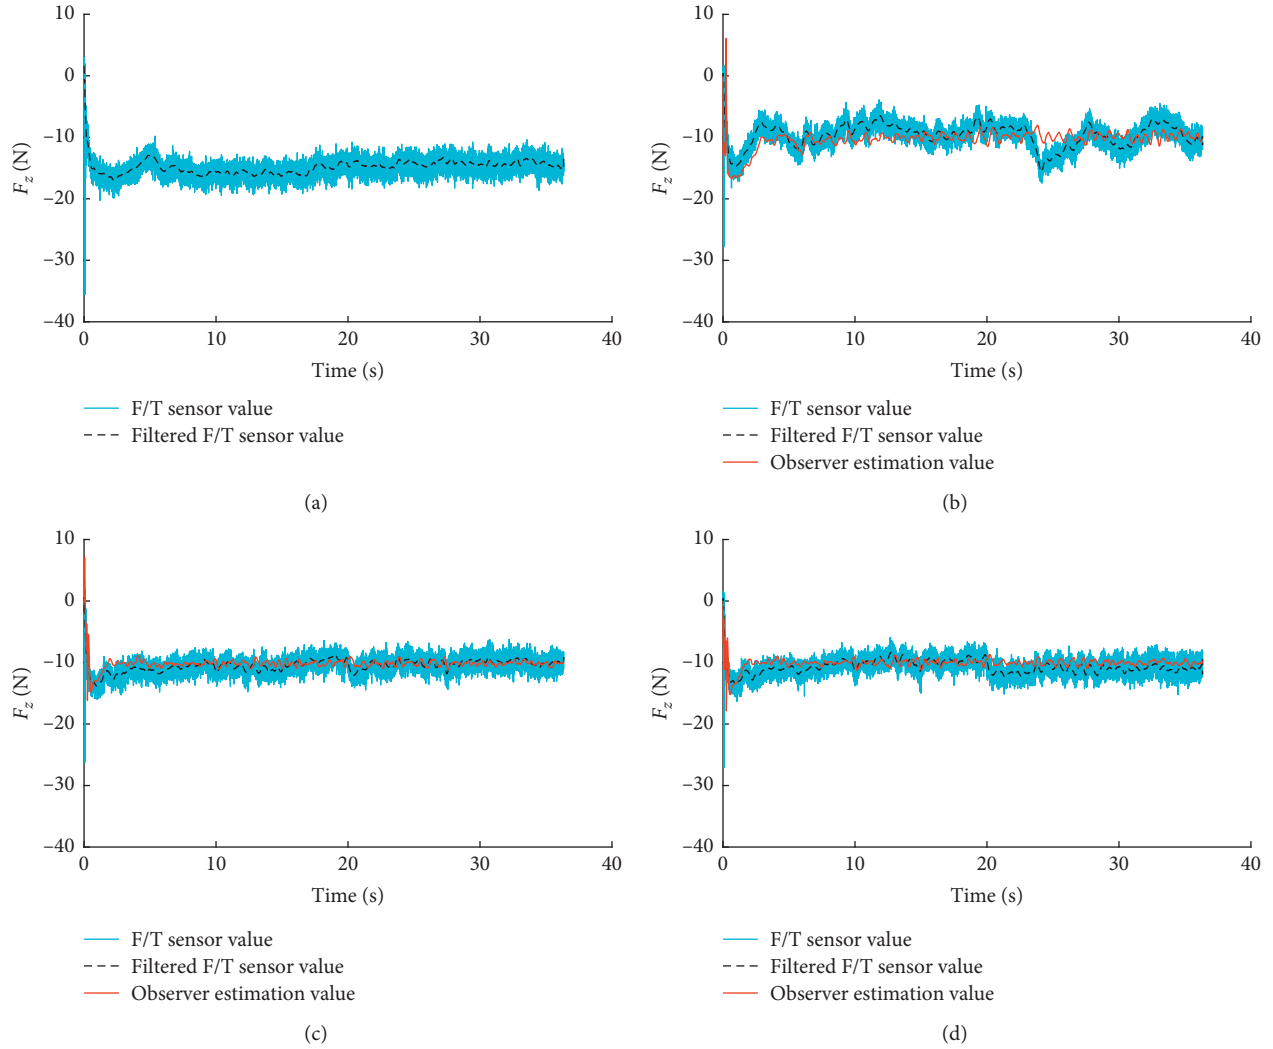 10
0
–10
–20
–30
–40
F_z (N)
0
10
20
30
40
Time (s)
F/T sensor value
Filtered F/T sensor value
(a)
10
0
–10
–20
–30
–40
F_z (N)
0
10
20
30
40
Time (s)
F/T sensor value
Filtered F/T sensor value
Observer estimation value
(b)
10
0
–10
–20
–30
–40
F_z (N)
0
10
20
30
40
Time (s)
F/T sensor value
Filtered F/T sensor value
Observer estimation value
(c)
10
0
–10
–20
–30
–40
F_z (N)
0
10
20
30
40
Time (s)
F/T sensor value
Filtered F/T sensor value
Observer estimation value
(d)